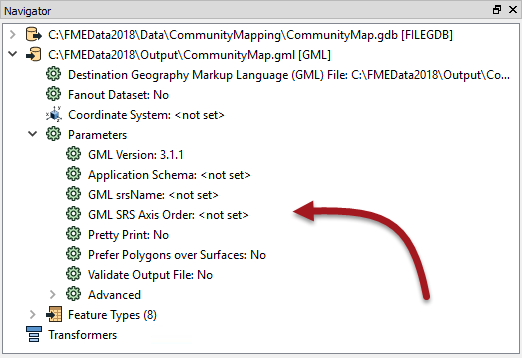 Navigator
C:\FMEData2018\Data\CommunityMapping\CommunityMap.gdb [FILEGDB]
C:\FMEData2018\Output\CommunityMap.gml [GML]
Destination Geography Markup Language (GML) File: C:\FMEData2018\Output\Co...
Fanout Dataset: No
Coordinate System: <not set>
Parameters
GML Version: 3.1.1
Application Schema: <not set>
GML srsName: <not set>
GML SRS Axis Order: <not set>
Pretty Print: No
Prefer Polygons over Surfaces: No
Validate Output File: No
Advanced
Feature Types (8)
Transformers